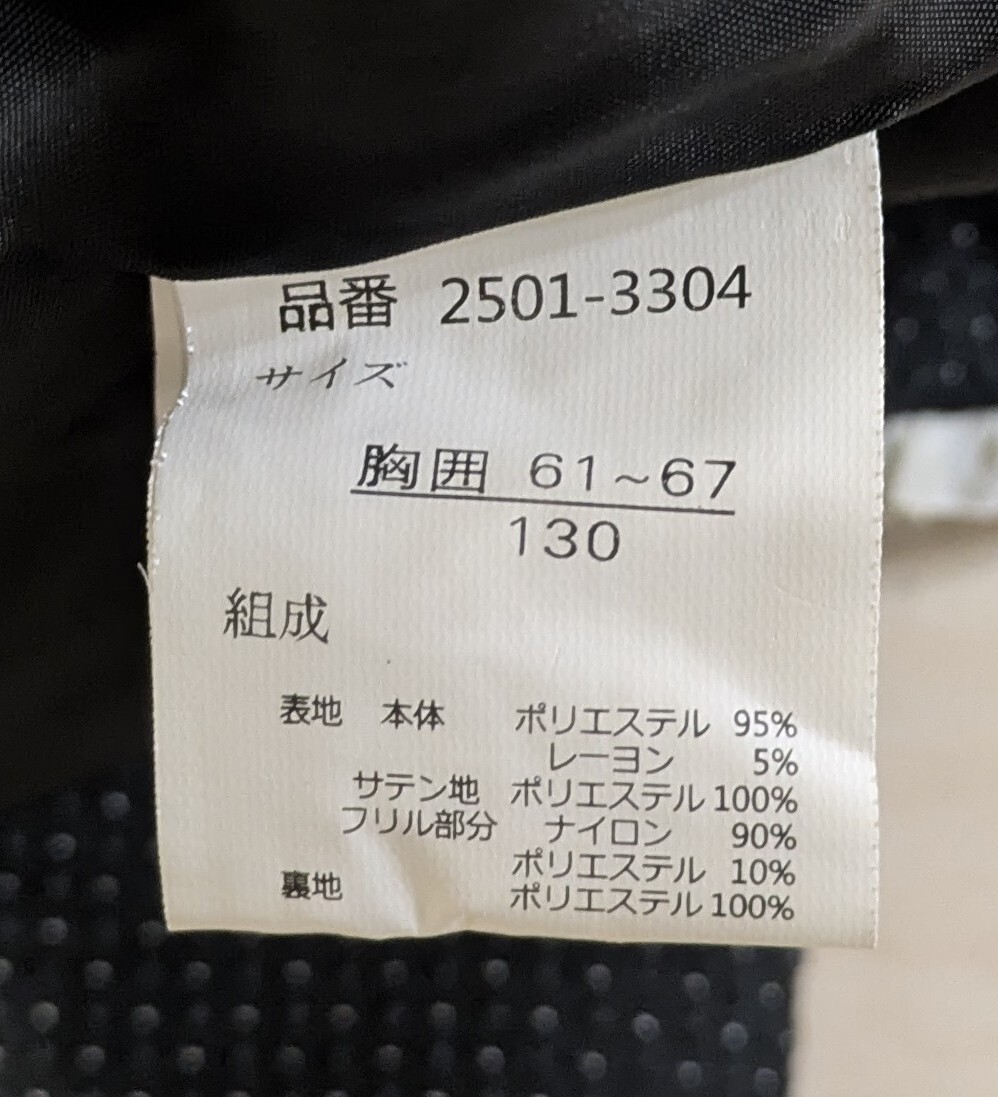 品番 2501-3304
サイズ
胸囲 61~67
130
組成
表地 本体 ポリエステル 95%
レーヨン 5%
サテン地 ポリエステル 100%
フリル部分 ナイロン 90%
ポリエステル 10%
裏地 ポリエステル 100%